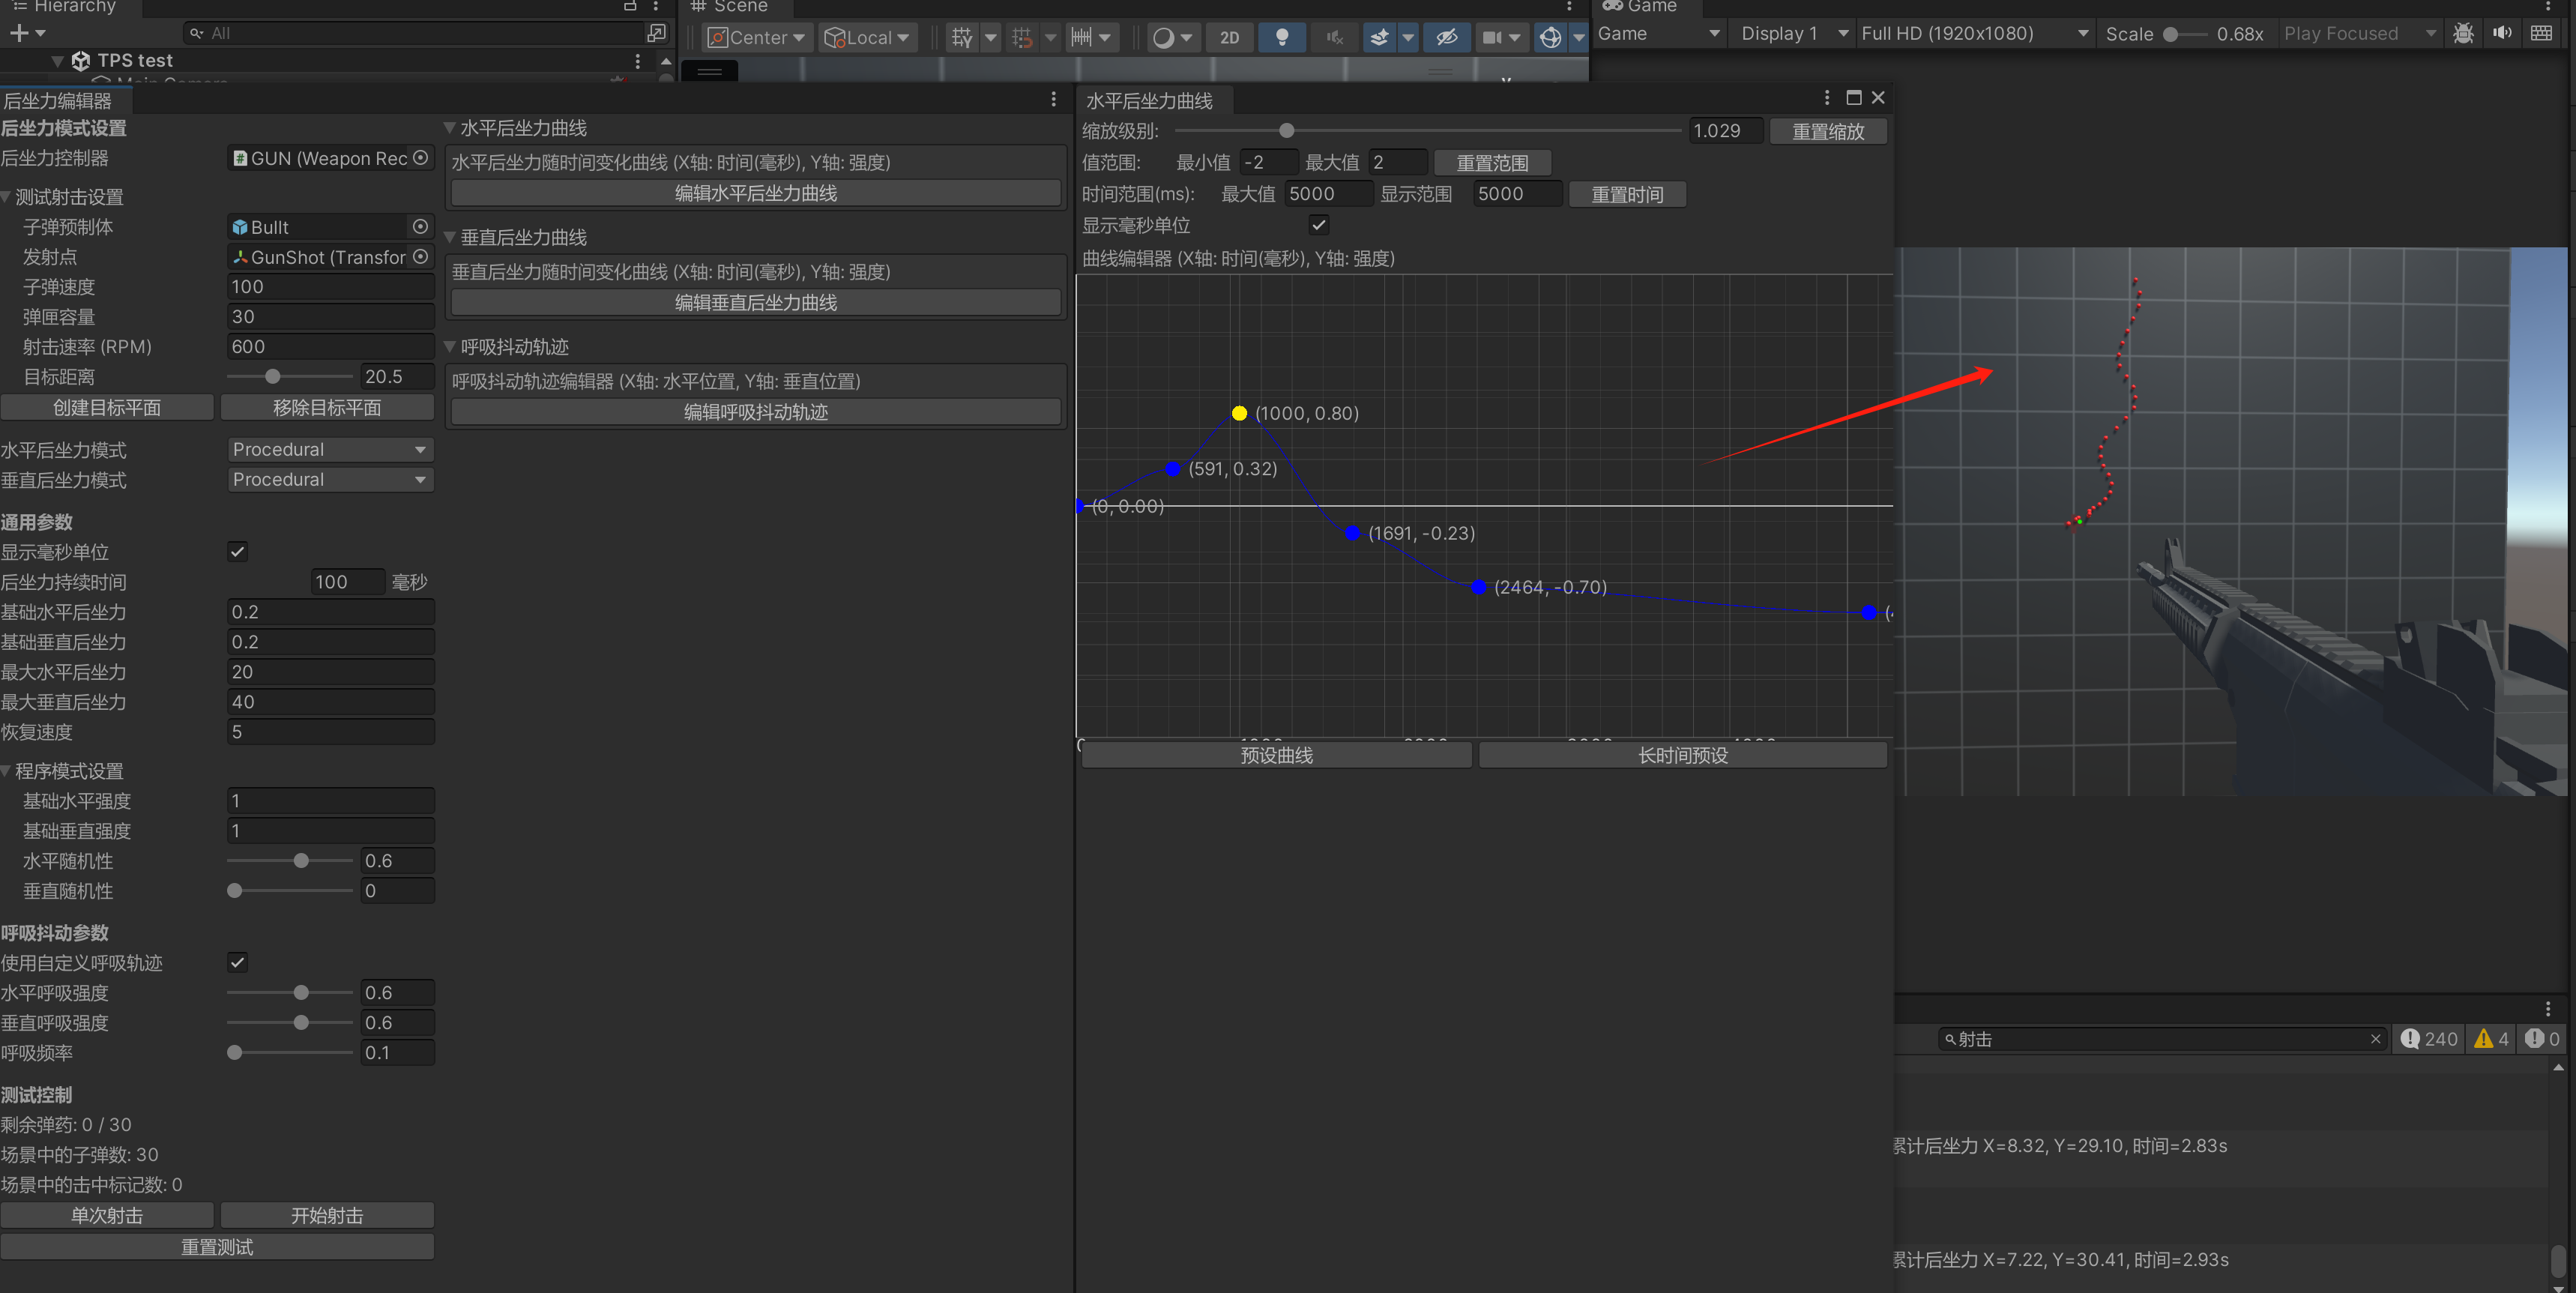 Hierarchy
All
TPS test
Scene
Center
Local
2D
Game
Game
Display 1
Full HD (1920x1080)
Scale
0.68x
Play Focused
后坐力编辑器
后坐力模式设置
后坐力控制器
GUN (Weapon Rec
测试射击设置
子弹预制体
Bullt
发射点
GunShot (Transfor
子弹速度
100
弹匣容量
30
射击速率 (RPM)
600
目标距离
20.5
创建目标平面
移除目标平面
水平后坐力模式
Procedural
垂直后坐力模式
Procedural
通用参数
显示毫秒单位
后坐力持续时间
100
毫秒
基础水平后坐力
0.2
基础垂直后坐力
0.2
最大水平后坐力
20
最大垂直后坐力
40
恢复速度
5
程序模式设置
基础水平强度
1
基础垂直强度
1
水平随机性
0.6
垂直随机性
0
呼吸抖动参数
使用自定义呼吸轨迹
水平呼吸强度
0.6
垂直呼吸强度
0.6
呼吸频率
0.1
测试控制
剩余弹药: 0 / 30
场景中的子弹数: 30
场景中的击中标记数: 0
单次射击
开始射击
重置测试
水平后坐力曲线
水平后坐力随时间变化曲线 (X轴: 时间(毫秒), Y轴: 强度)
编辑水平后坐力曲线
垂直后坐力曲线
垂直后坐力随时间变化曲线 (X轴: 时间(毫秒), Y轴: 强度)
编辑垂直后坐力曲线
呼吸抖动轨迹
呼吸抖动轨迹编辑器 (X轴: 水平位置, Y轴: 垂直位置)
编辑呼吸抖动轨迹
水平后坐力曲线
缩放级别:
1.029
重置缩放
值范围:
最小值
-2
最大值
2
重置范围
时间范围(ms):
最大值
5000
显示范围
5000
重置时间
显示毫秒单位
曲线编辑器 (X轴: 时间(毫秒), Y轴: 强度)
(1000, 0.80)
(591, 0.32)
(0, 0.00)
(1691, -0.23)
(2464, -0.70)
预设曲线
长时间预设
射击
240
4
0
累计后坐力 X=8.32, Y=29.10, 时间=2.83s
累计后坐力 X=7.22, Y=30.41, 时间=2.93s